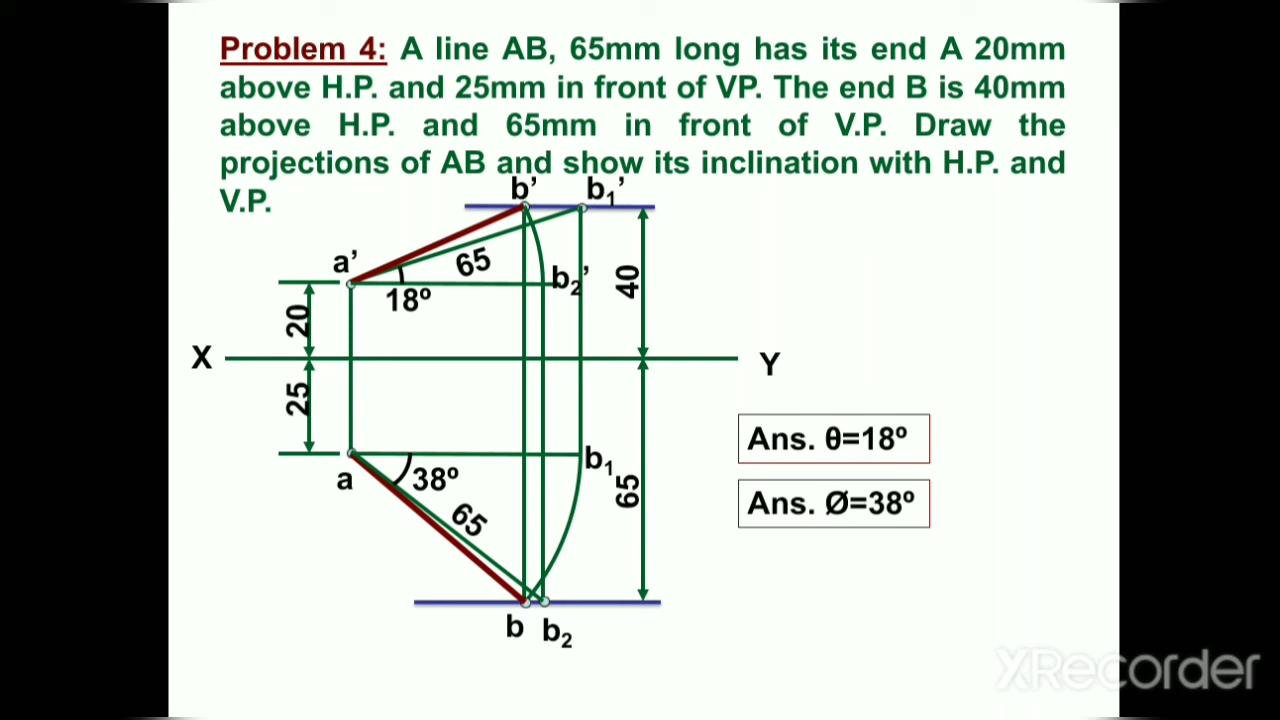 Problem 4: A line AB, 65mm long has its end A 20mm
above H.P. and 25mm in front of VP. The end B is 40mm
above H.P. and 65mm in front of V.P. Draw the
projections of AB and show its inclination with H.P. and
V.P.
b’ b₁’
a’ 65
18º b₂’ 40
20
X Y
25
Ans. θ=18º
a 38º b₁
65 65
Ans. Ø=38º
b b₂
XRecorder